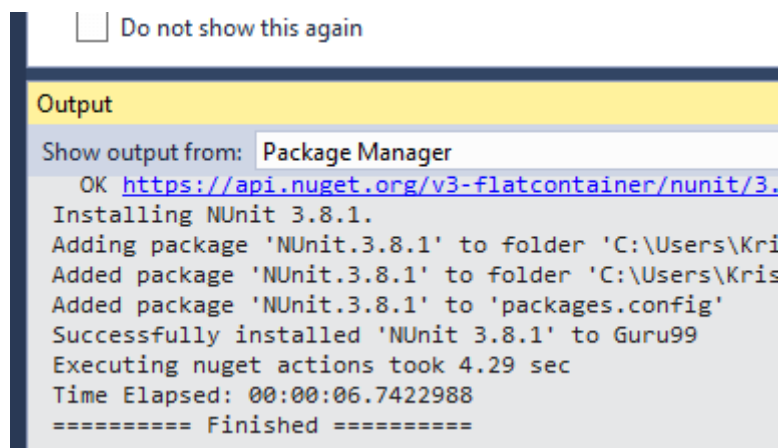 Do not show this again
Output
Show output from: Package Manager
OK https://api.nuget.org/v3-flatcontainer/nunit/3.
Installing NUnit 3.8.1.
Adding package 'NUnit.3.8.1' to folder 'C:\Users\Kri
Added package 'NUnit.3.8.1' to folder 'C:\Users\Kris
Added package 'NUnit.3.8.1' to 'packages.config'
Successfully installed 'NUnit 3.8.1' to Guru99
Executing nuget actions took 4.29 sec
Time Elapsed: 00:00:06.7422988
========== Finished ==========